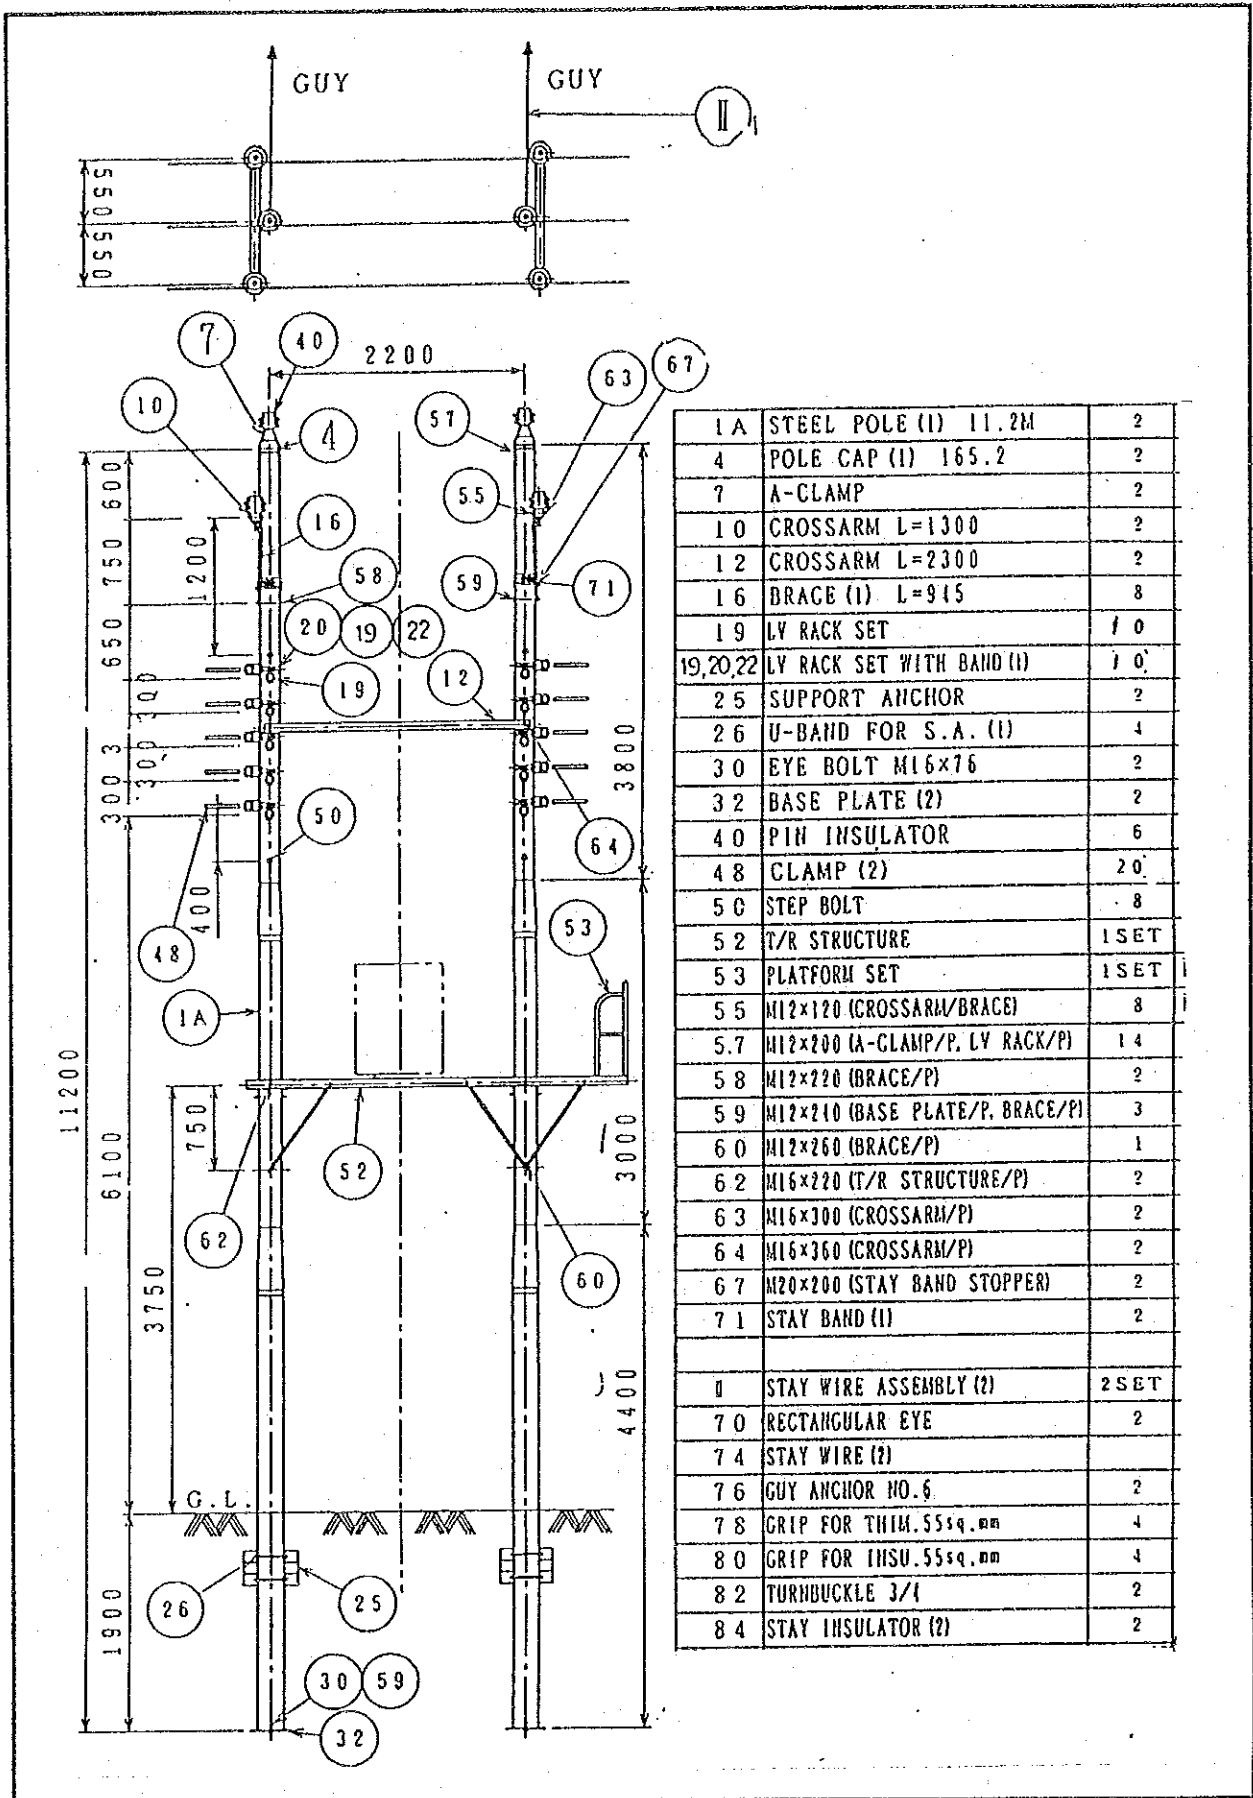 GUY
GUY
II
550
550
7
40
2200
63
67
10
4
57
600
55
16
750
1200
58
59
71
20
19
22
650
19
12
300
300
300
3800
50
64
400
48
53
1A
11200
750
6100
52
3000
62
60
3750
4400
G.L.
26
25
1900
30
59
32
1A STEEL POLE (1) 11.2M 2
4 POLE CAP (1) 165.2 2
7 A-CLAMP 2
10 CROSSARM L=1300 2
12 CROSSARM L=2300 2
16 BRACE (1) L=945 8
19 LV RACK SET 10
19,20,22 LV RACK SET WITH BAND (1) 10
25 SUPPORT ANCHOR 2
26 U-BAND FOR S.A. (1) 4
30 EYE BOLT M16×76 2
32 BASE PLATE (2) 2
40 PIN INSULATOR 6
48 CLAMP (2) 20
50 STEP BOLT 8
52 T/R STRUCTURE 1SET
53 PLATFORM SET 1SET
55 M12×120 (CROSSARM/BRACE) 8
5.7 M12×200 (A-CLAMP/P, LV RACK/P) 14
58 M12×220 (BRACE/P) 2
59 M12×240 (BASE PLATE/P, BRACE/P) 3
60 M12×260 (BRACE/P) 1
62 M16×220 (T/R STRUCTURE/P) 2
63 M16×300 (CROSSARM/P) 2
64 M16×360 (CROSSARM/P) 2
67 M20×200 (STAY BAND STOPPER) 2
71 STAY BAND (1) 2
II STAY WIRE ASSEMBLY (2) 2SET
70 RECTANGULAR EYE 2
74 STAY WIRE (2)
76 GUY ANCHOR NO.6 2
78 GRIP FOR THIM.55sq.mm 4
80 GRIP FOR INSU.55sq.mm 4
82 TURNBUCKLE 3/4 2
84 STAY INSULATOR (2) 2